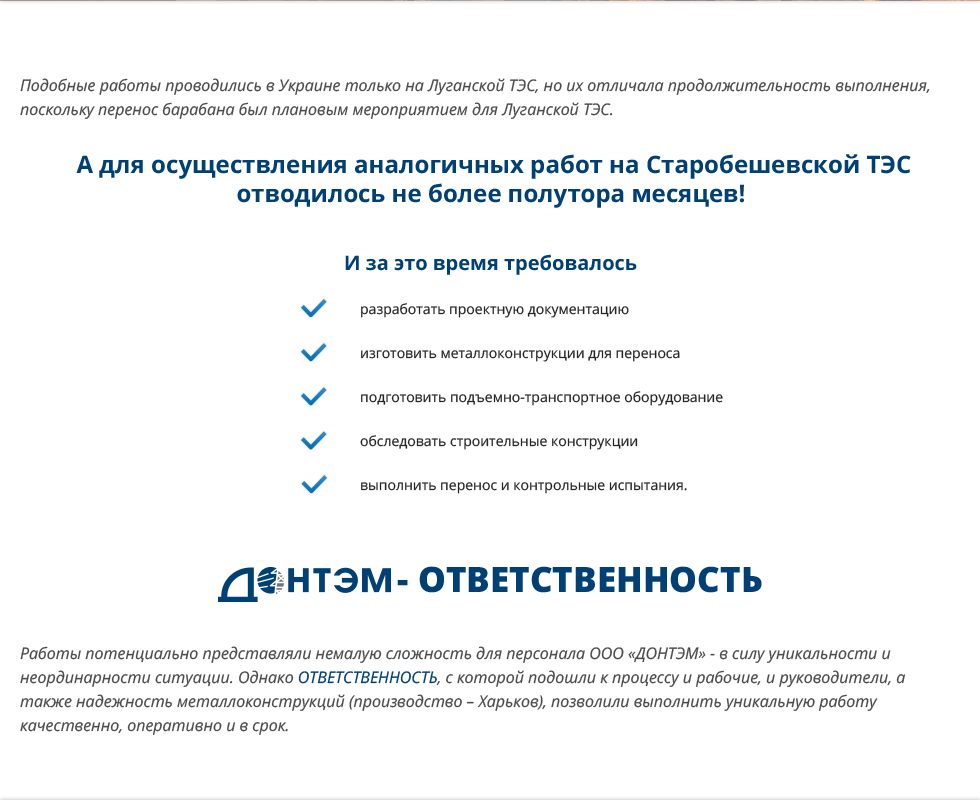 Подобные работы проводились в Украине только на Луганской ТЭС, но их отличала продолжительность выполнения,
поскольку перенос барабана был плановым мероприятием для Луганской ТЭС.
А для осуществления аналогичных работ на Старобешевской ТЭС
отводилось не более полутора месяцев!
И за это время требовалось
разработать проектную документацию
изготовить металлоконструкции для переноса
подготовить подъемно-транспортное оборудование
обследовать строительные конструкции
выполнить перенос и контрольные испытания.
ДОНТЭМ- ОТВЕТСТВЕННОСТЬ
Работы потенциально представляли немалую сложность для персонала ООО «ДОНТЭМ» - в силу уникальности и
неординарности ситуации. Однако ОТВЕТСТВЕННОСТЬ, с которой подошли к процессу и рабочие, и руководители, а
также надежность металлоконструкций (производство – Харьков), позволили выполнить уникальную работу
качественно, оперативно и в срок.